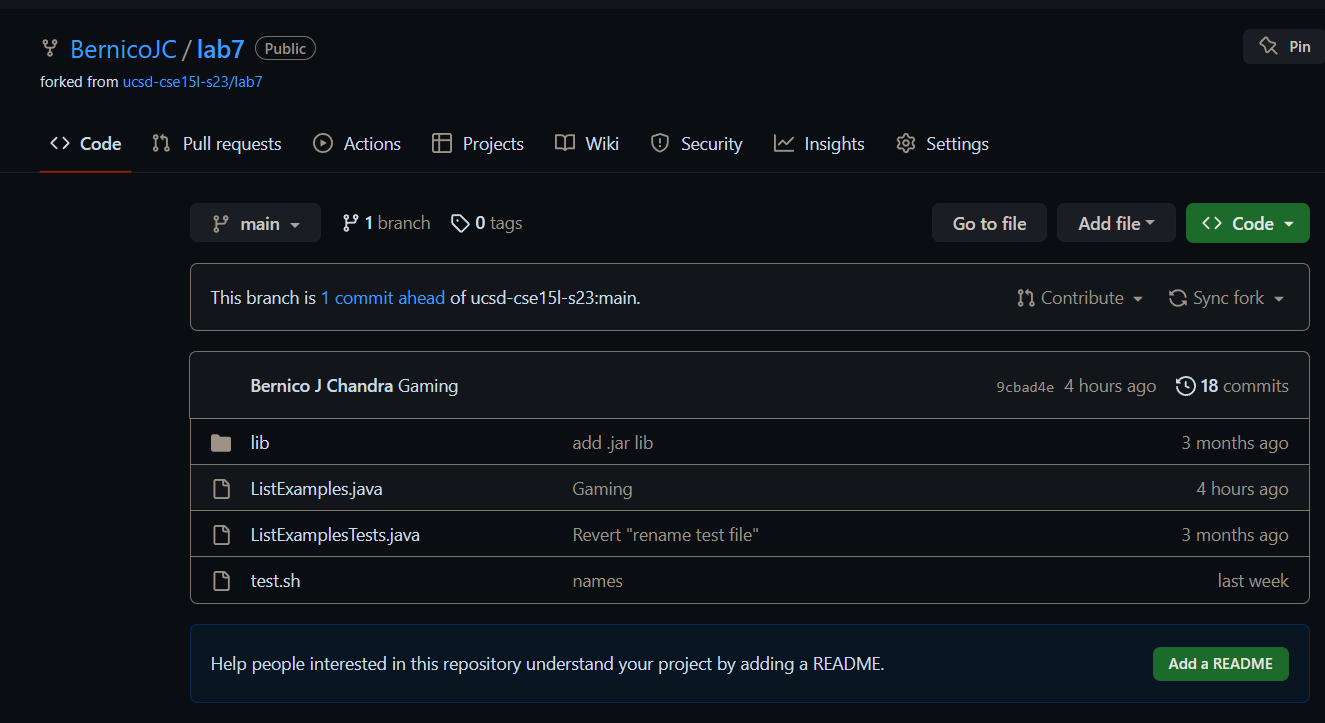 BernicoJC / lab7 Public
Pin
forked from ucsd-cse15l-s23/lab7
Code Pull requests Actions Projects Wiki Security Insights Settings
main 1 branch 0 tags Go to file Add file Code
This branch is 1 commit ahead of ucsd-cse15l-s23:main. Contribute Sync fork
Bernico J Chandra Gaming 9cbad4e 4 hours ago 18 commits
lib add .jar lib 3 months ago
ListExamples.java Gaming 4 hours ago
ListExamplesTests.java Revert "rename test file" 3 months ago
test.sh names last week
Help people interested in this repository understand your project by adding a README. Add a README